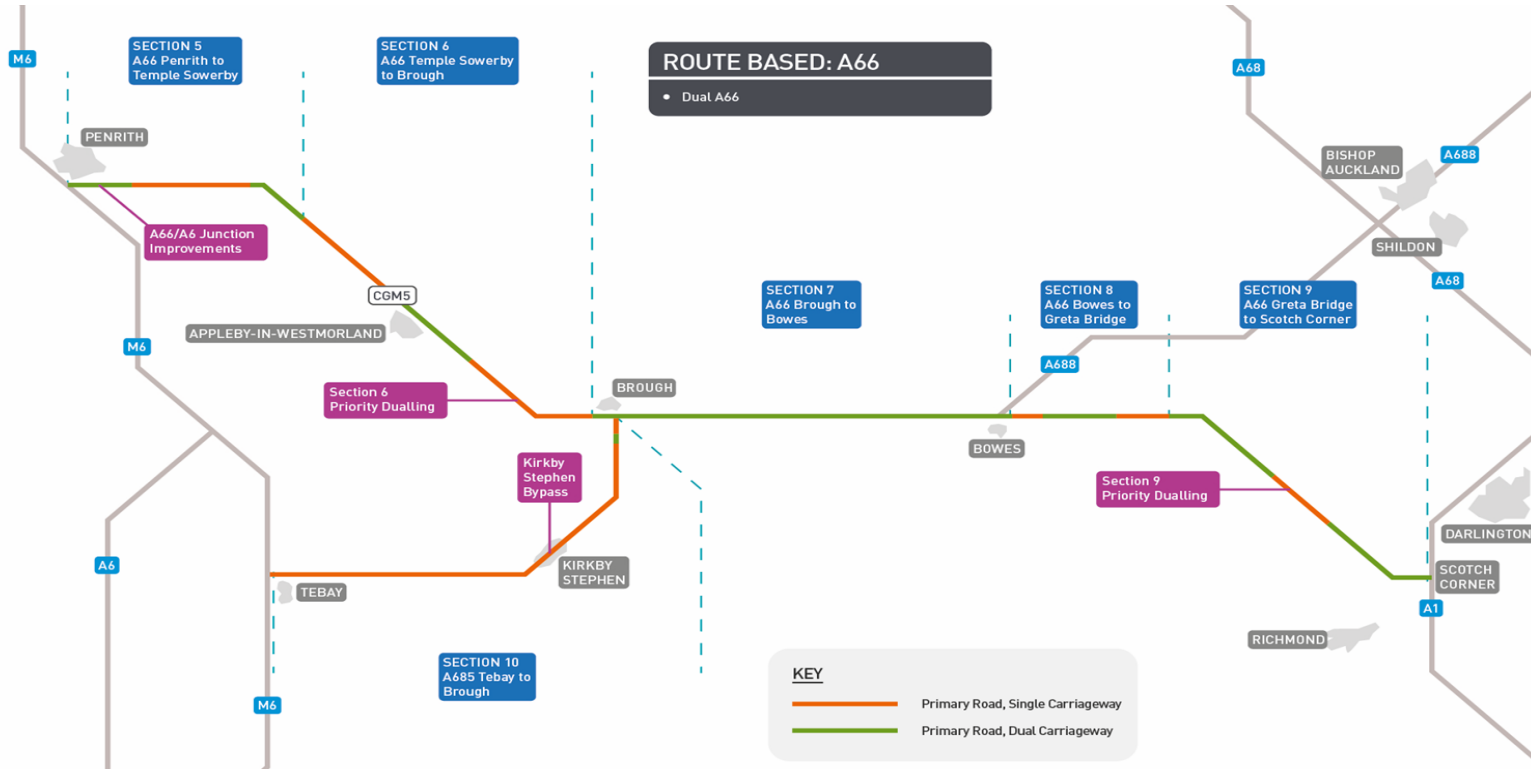 ROUTE BASED: A66
• Dual A66
SECTION 5
A66 Penrith to
Temple Sowerby
SECTION 6
A66 Temple Sowerby
to Brough
M6
A68
PENRITH
BISHOP
AUCKLAND
A688
A66/A6 Junction
Improvements
SHILDON
CGM5
APPLEBY-IN-WESTMORLAND
SECTION 7
A66 Brough to
Bowes
SECTION 8
A66 Bowes to
Greta Bridge
SECTION 9
A66 Greta Bridge
to Scotch Corner
A68
M6
A688
Section 6
Priority Dualling
BROUGH
BOWES
Kirkby
Stephen
Bypass
Section 9
Priority Dualling
DARLINGTON
A6
KIRKBY
STEPHEN
TEBAY
SCOTCH
CORNER
A1
RICHMOND
SECTION 10
A685 Tebay to
Brough
M6
KEY
Primary Road, Single Carriageway
Primary Road, Dual Carriageway